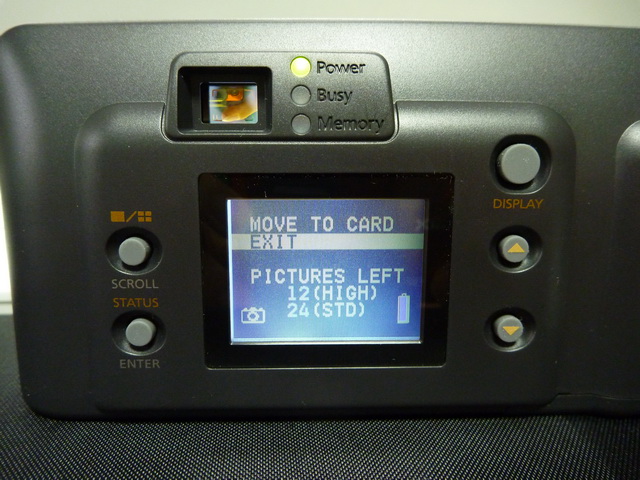 Power
Busy
Memory
DISPLAY
SCROLL
STATUS
ENTER
MOVE TO CARD
EXIT
PICTURES LEFT
12(HIGH)
24(STD)